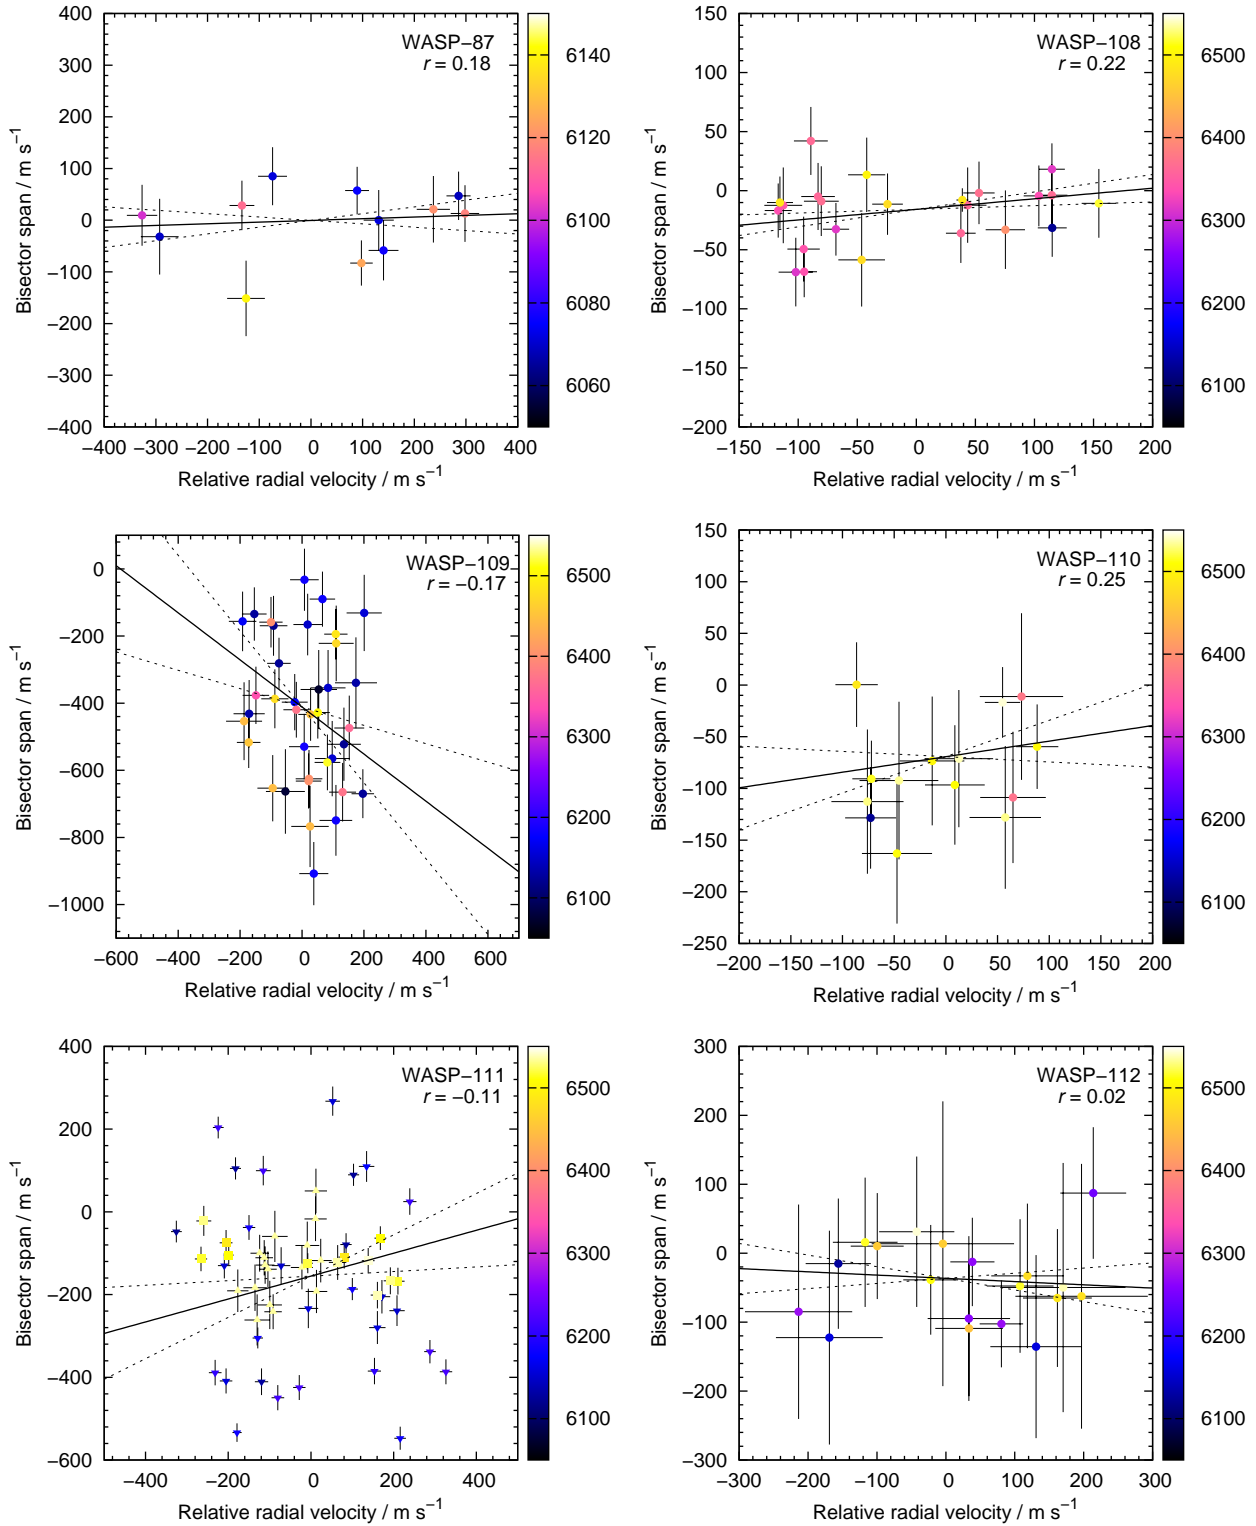 WASP−87
r = 0.18
400
300
200
100
0
−100
−200
−300
−400
Bisector span / m s−1
−400 −300 −200 −100 0 100 200 300 400
Relative radial velocity / m s−1
6140
6120
6100
6080
6060
WASP−108
r = 0.22
150
100
50
0
−50
−100
−150
−200
Bisector span / m s−1
−150 −100 −50 0 50 100 150 200
Relative radial velocity / m s−1
6500
6400
6300
6200
6100
WASP−109
r = −0.17
0
−200
−400
−600
−800
−1000
Bisector span / m s−1
−600 −400 −200 0 200 400 600
Relative radial velocity / m s−1
6500
6400
6300
6200
6100
WASP−110
r = 0.25
150
100
50
0
−50
−100
−150
−200
−250
Bisector span / m s−1
−200 −150 −100 −50 0 50 100 150 200
Relative radial velocity / m s−1
6500
6400
6300
6200
6100
WASP−111
r = −0.11
400
200
0
−200
−400
−600
Bisector span / m s−1
−400 −200 0 200 400
Relative radial velocity / m s−1
6500
6400
6300
6200
6100
WASP−112
r = 0.02
300
200
100
0
−100
−200
−300
Bisector span / m s−1
−300 −200 −100 0 100 200 300
Relative radial velocity / m s−1
6500
6400
6300
6200
6100